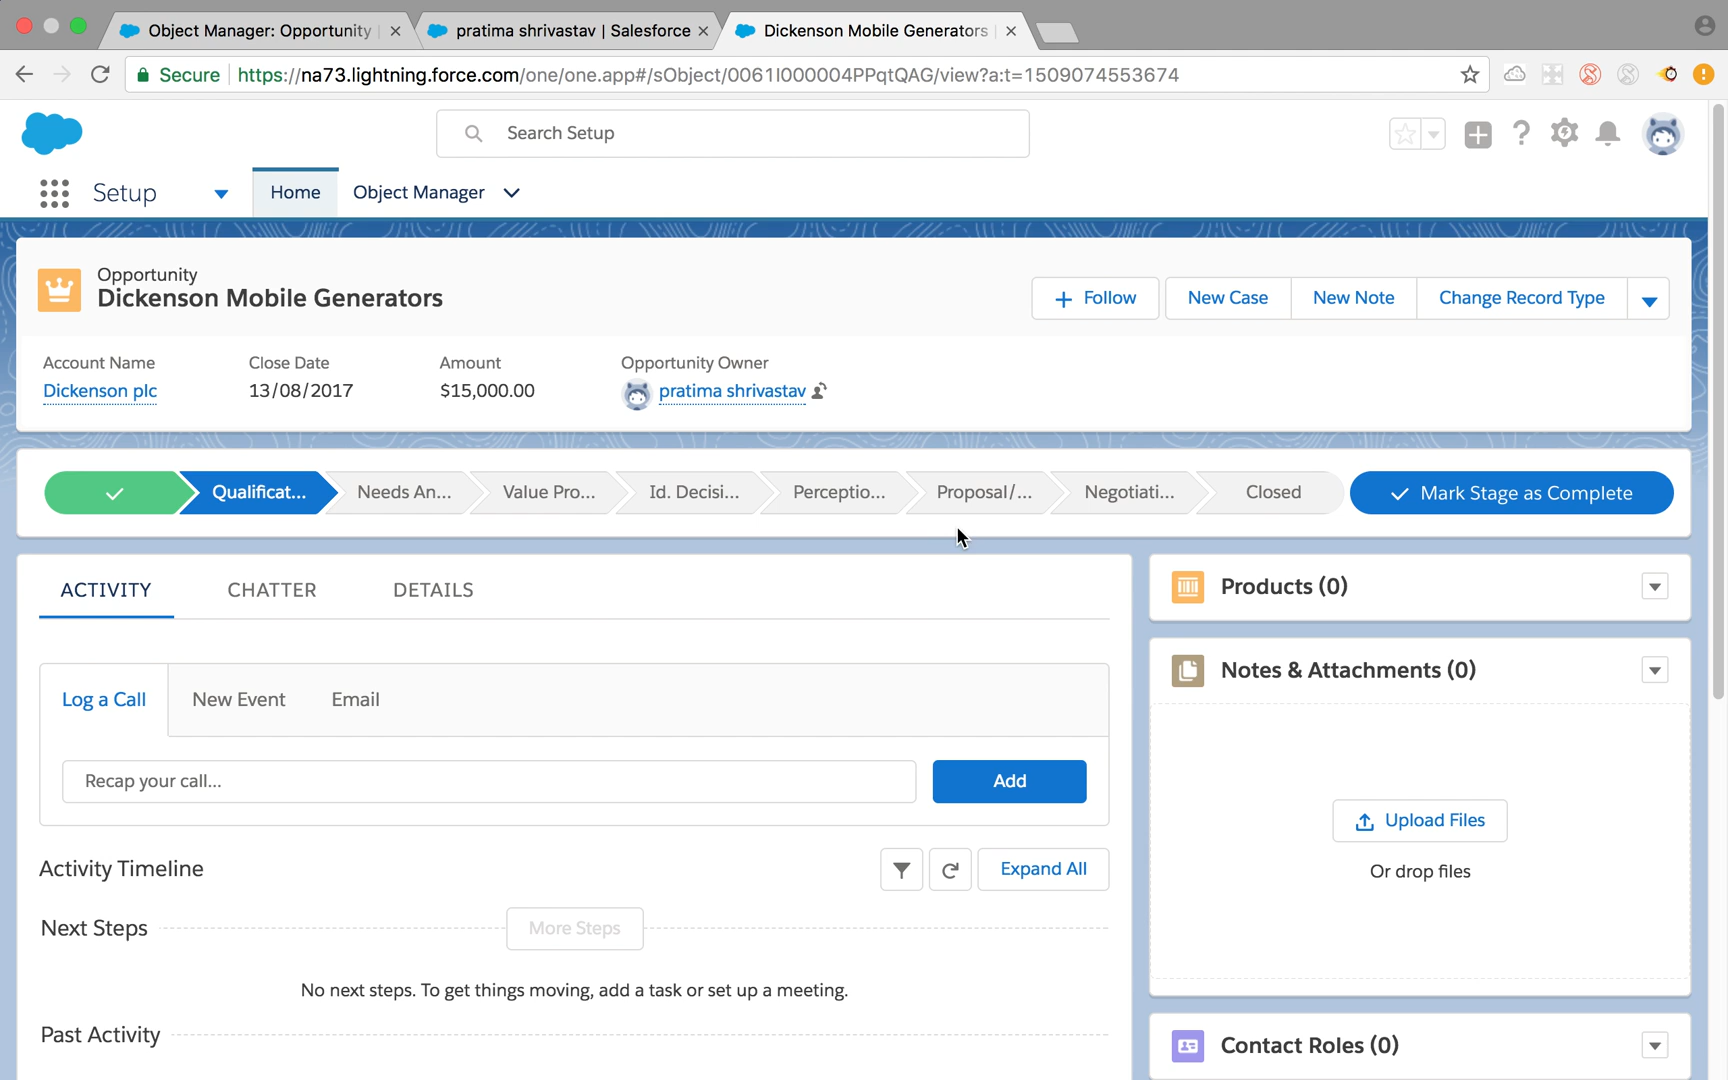 Object Manager: Opportunity
pratima shrivastav | Salesforce
Dickenson Mobile Generators
Secure
https://na73.lightning.force.com/one/one.app#/sObject/0061I000004PPqtQAG/view?a:t=1509074553674
Search Setup
Setup
Home
Object Manager
Opportunity
Dickenson Mobile Generators
Follow
New Case
New Note
Change Record Type
Account Name
Close Date
Amount
Opportunity Owner
Dickenson plc
13/08/2017
$15,000.00
pratima shrivastav
Qualificat...
Needs An...
Value Pro...
Id. Decisi...
Perceptio...
Proposal/...
Negotiati...
Closed
Mark Stage as Complete
ACTIVITY
CHATTER
DETAILS
Products (0)
Notes & Attachments (0)
Log a Call
New Event
Email
Recap your call...
Add
Upload Files
Or drop files
Activity Timeline
Expand All
Next Steps
More Steps
No next steps. To get things moving, add a task or set up a meeting.
Past Activity
Contact Roles (0)